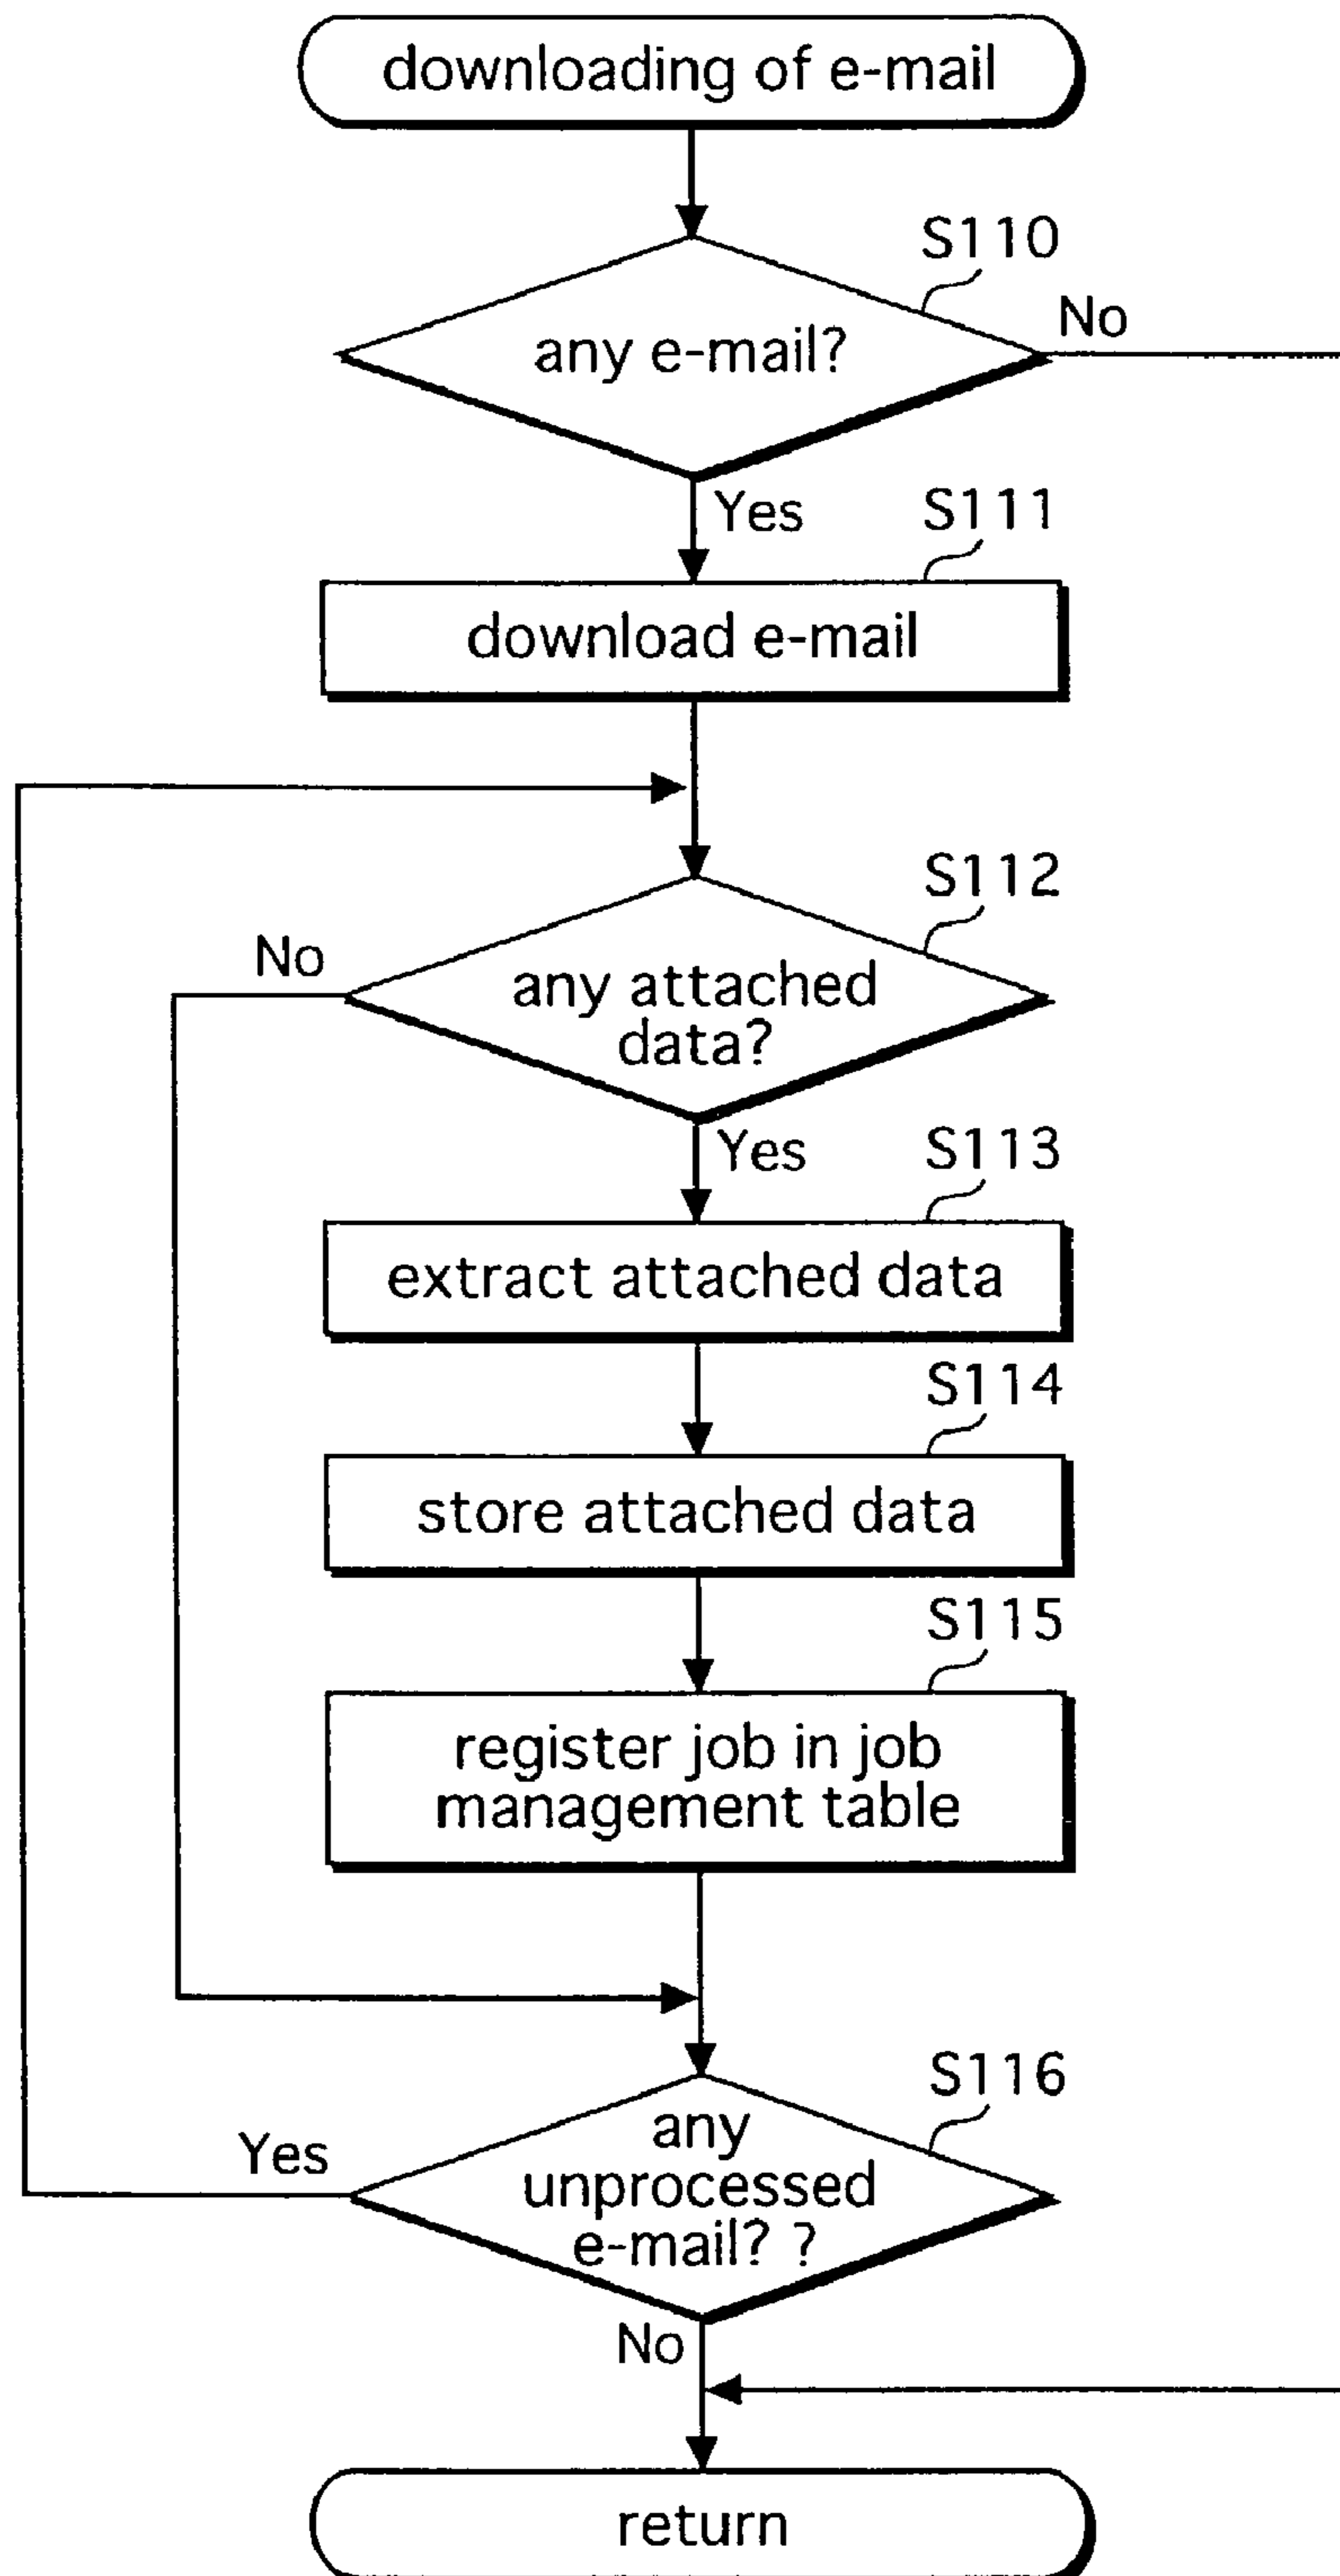 downloading of e-mail
S110
any e-mail?
No
Yes
S111
download e-mail
S112
No
any attached
data?
Yes
S113
extract attached data
S114
store attached data
S115
register job in job
management table
S116
Yes
any
unprocessed
e-mail? ?
No
return